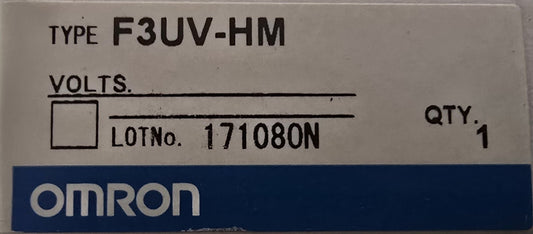 TYPE F3UV-HM
VOLTS.
LOTNo. 171080N
QTY. 1
OMRON